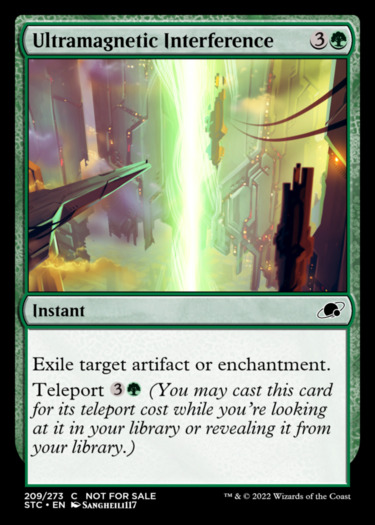 Ultramagnetic Interference 3
Instant
Exile target artifact or enchantment.
Teleport 3 (You may cast this card
for its teleport cost while you're looking
at it in your library or revealing it from
your library.)
209/273 C NOT FOR SALE
STC • EN Sangheili117
™ & © 2022 Wizards of the Coast